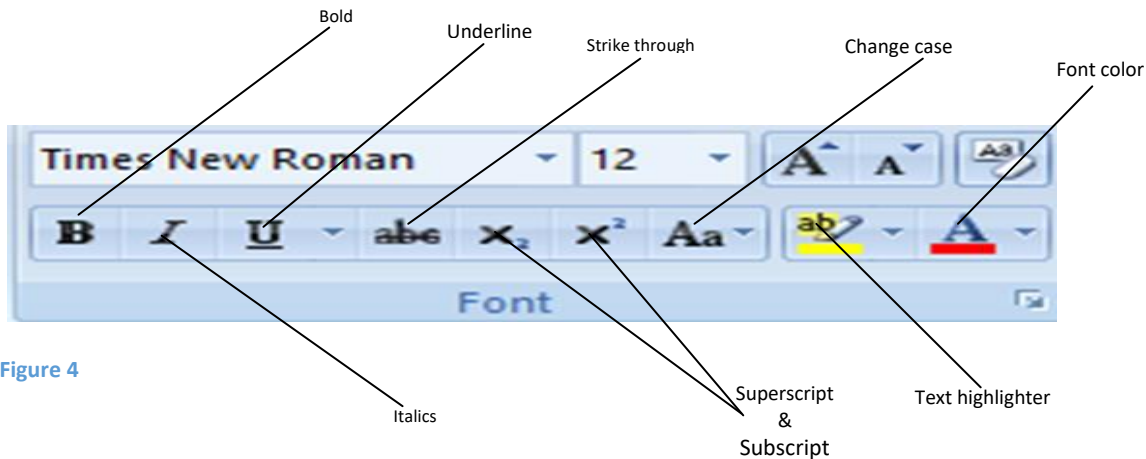 Bold
Underline
Strike through
Change case
Font color
Times New Roman 12 A A Aa
B I U abc x₂ x² Aa ab A
Font
Figure 4
Italics
Superscript
&
Subscript
Text highlighter